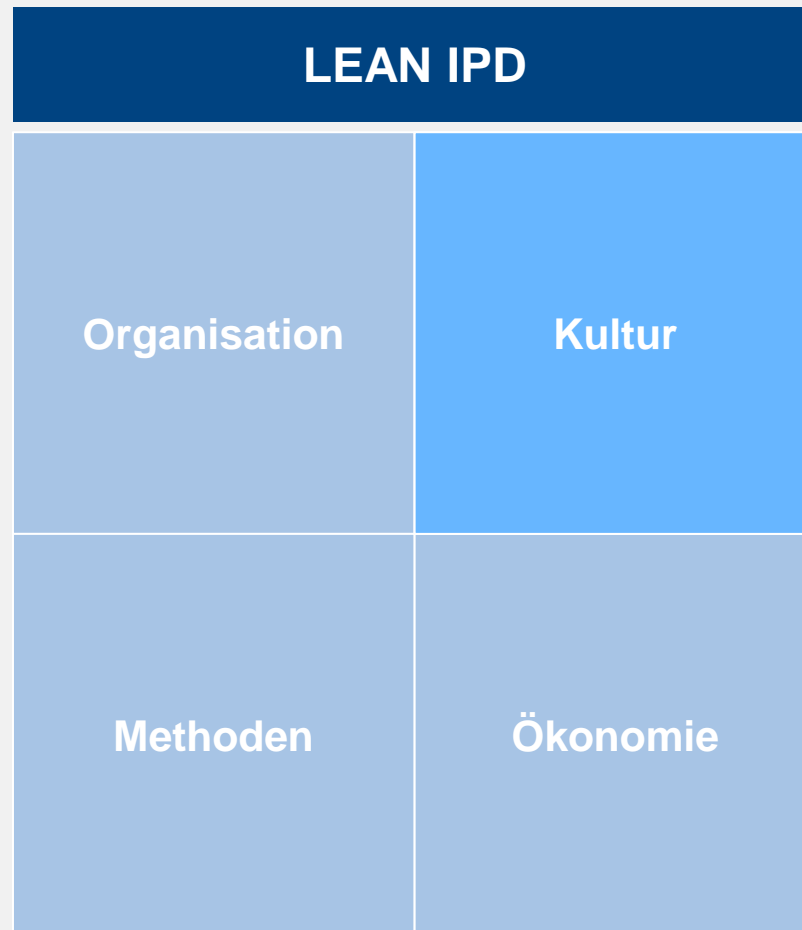 LEAN IPD
Organisation
Kultur
Methoden
Ökonomie